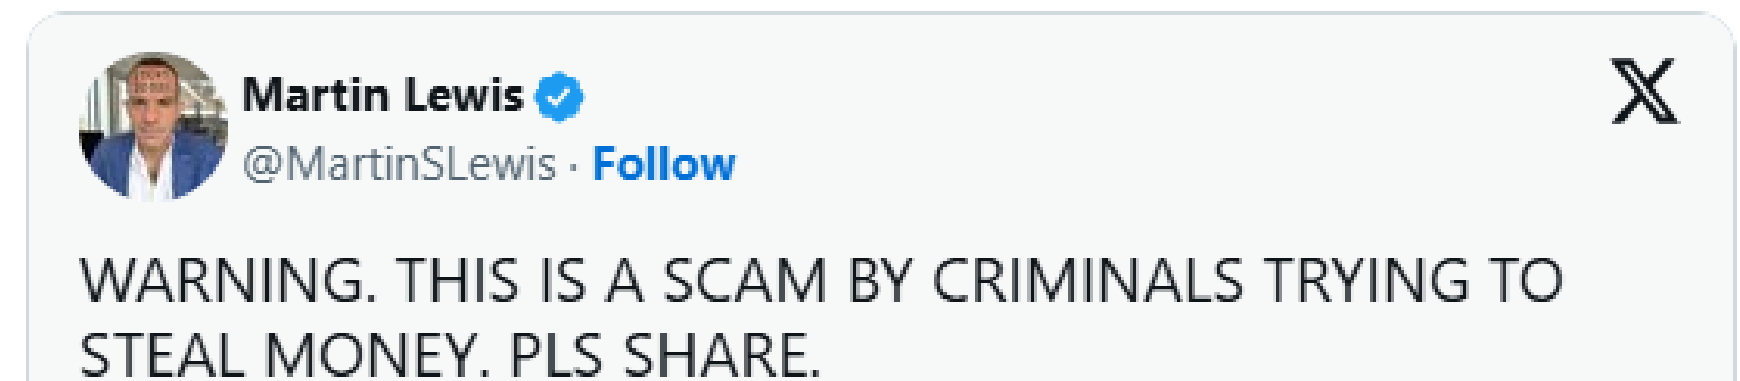 Martin Lewis
@MartinSLewis · Follow
WARNING. THIS IS A SCAM BY CRIMINALS TRYING TO
STEAL MONEY. PLS SHARE.